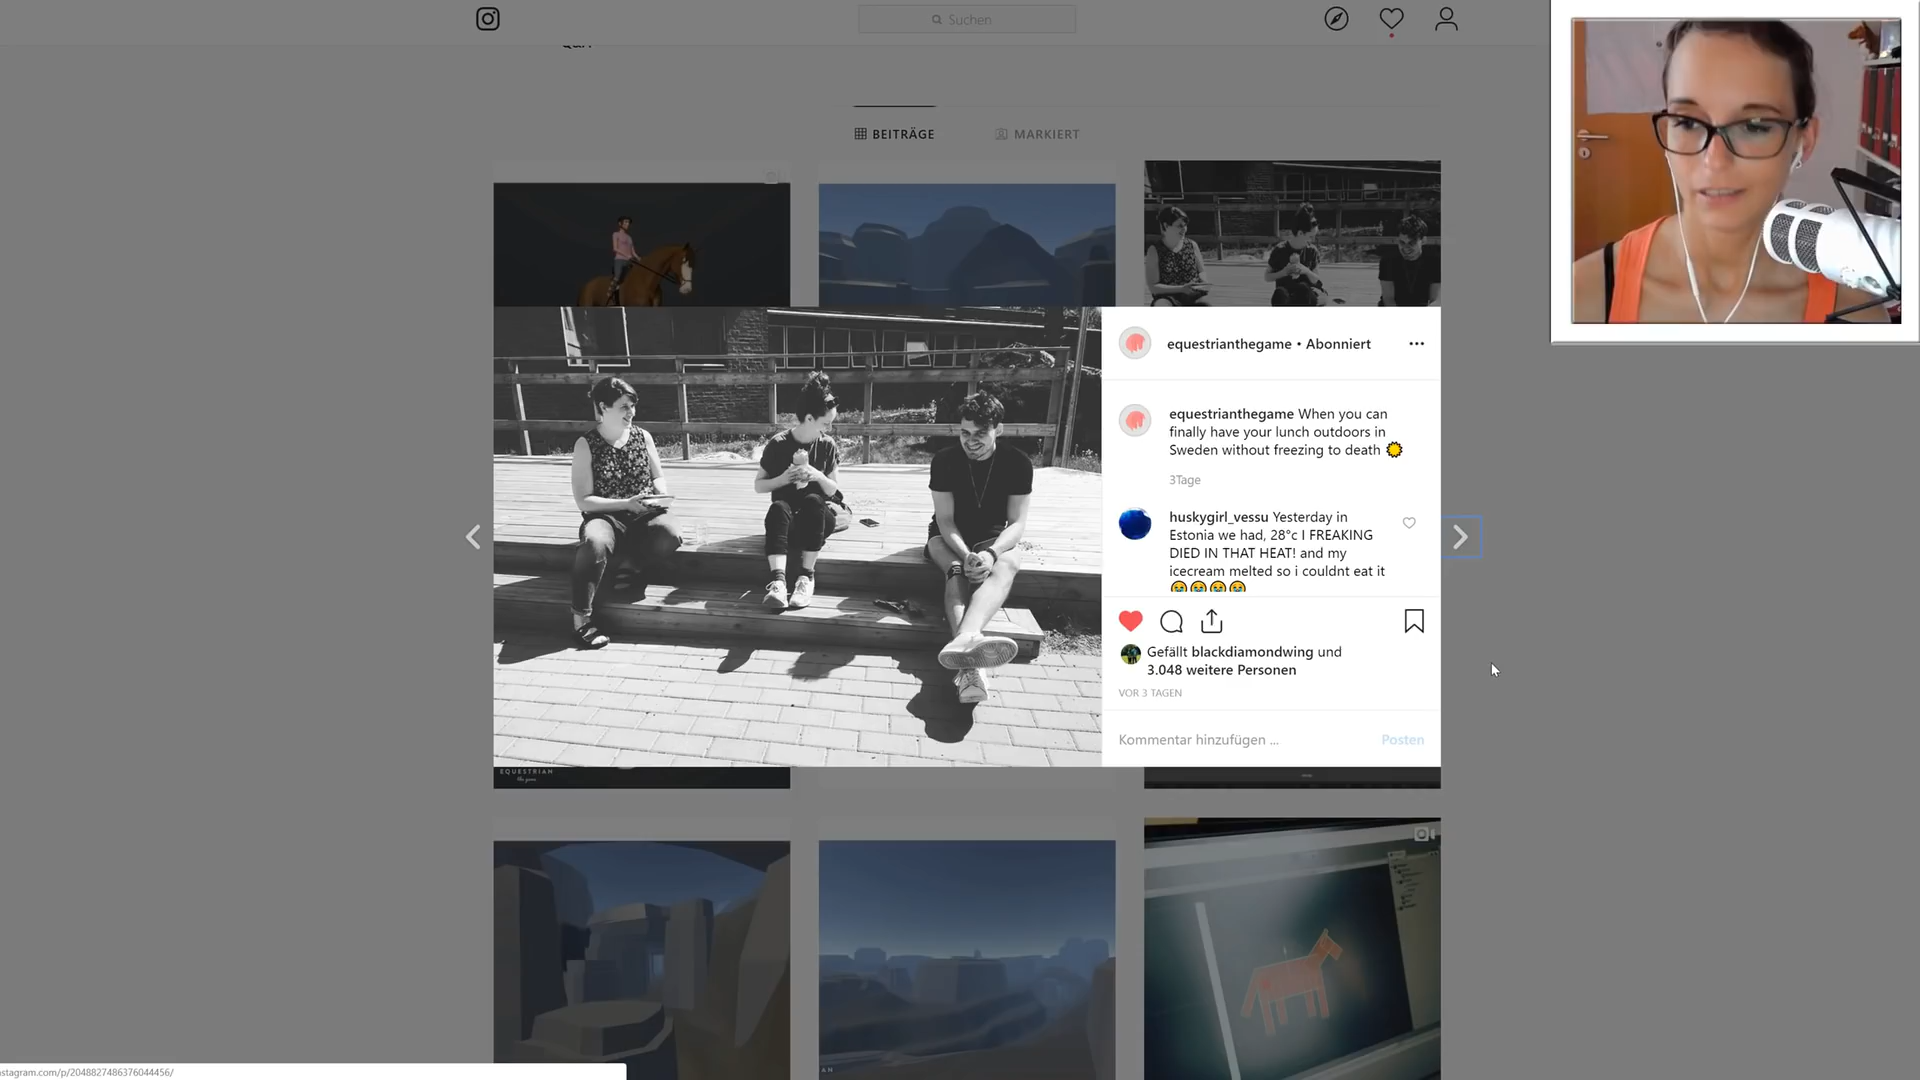 Suchen
BEITRÄGE
MARKIERT
equestrianthegame • Abonniert
equestrianthegame When you can
finally have your lunch outdoors in
Sweden without freezing to death
3Tage
huskygirl_vessu Yesterday in
Estonia we had, 28°c I FREAKING
DIED IN THAT HEAT! and my
icecream melted so i couldnt eat it
Gefällt blackdiamondwing und
3.048 weitere Personen
VOR 3 TAGEN
Kommentar hinzufügen ...
Posten
EQUESTRIAN
the game
nstagram.com/p/2048827486376044456/